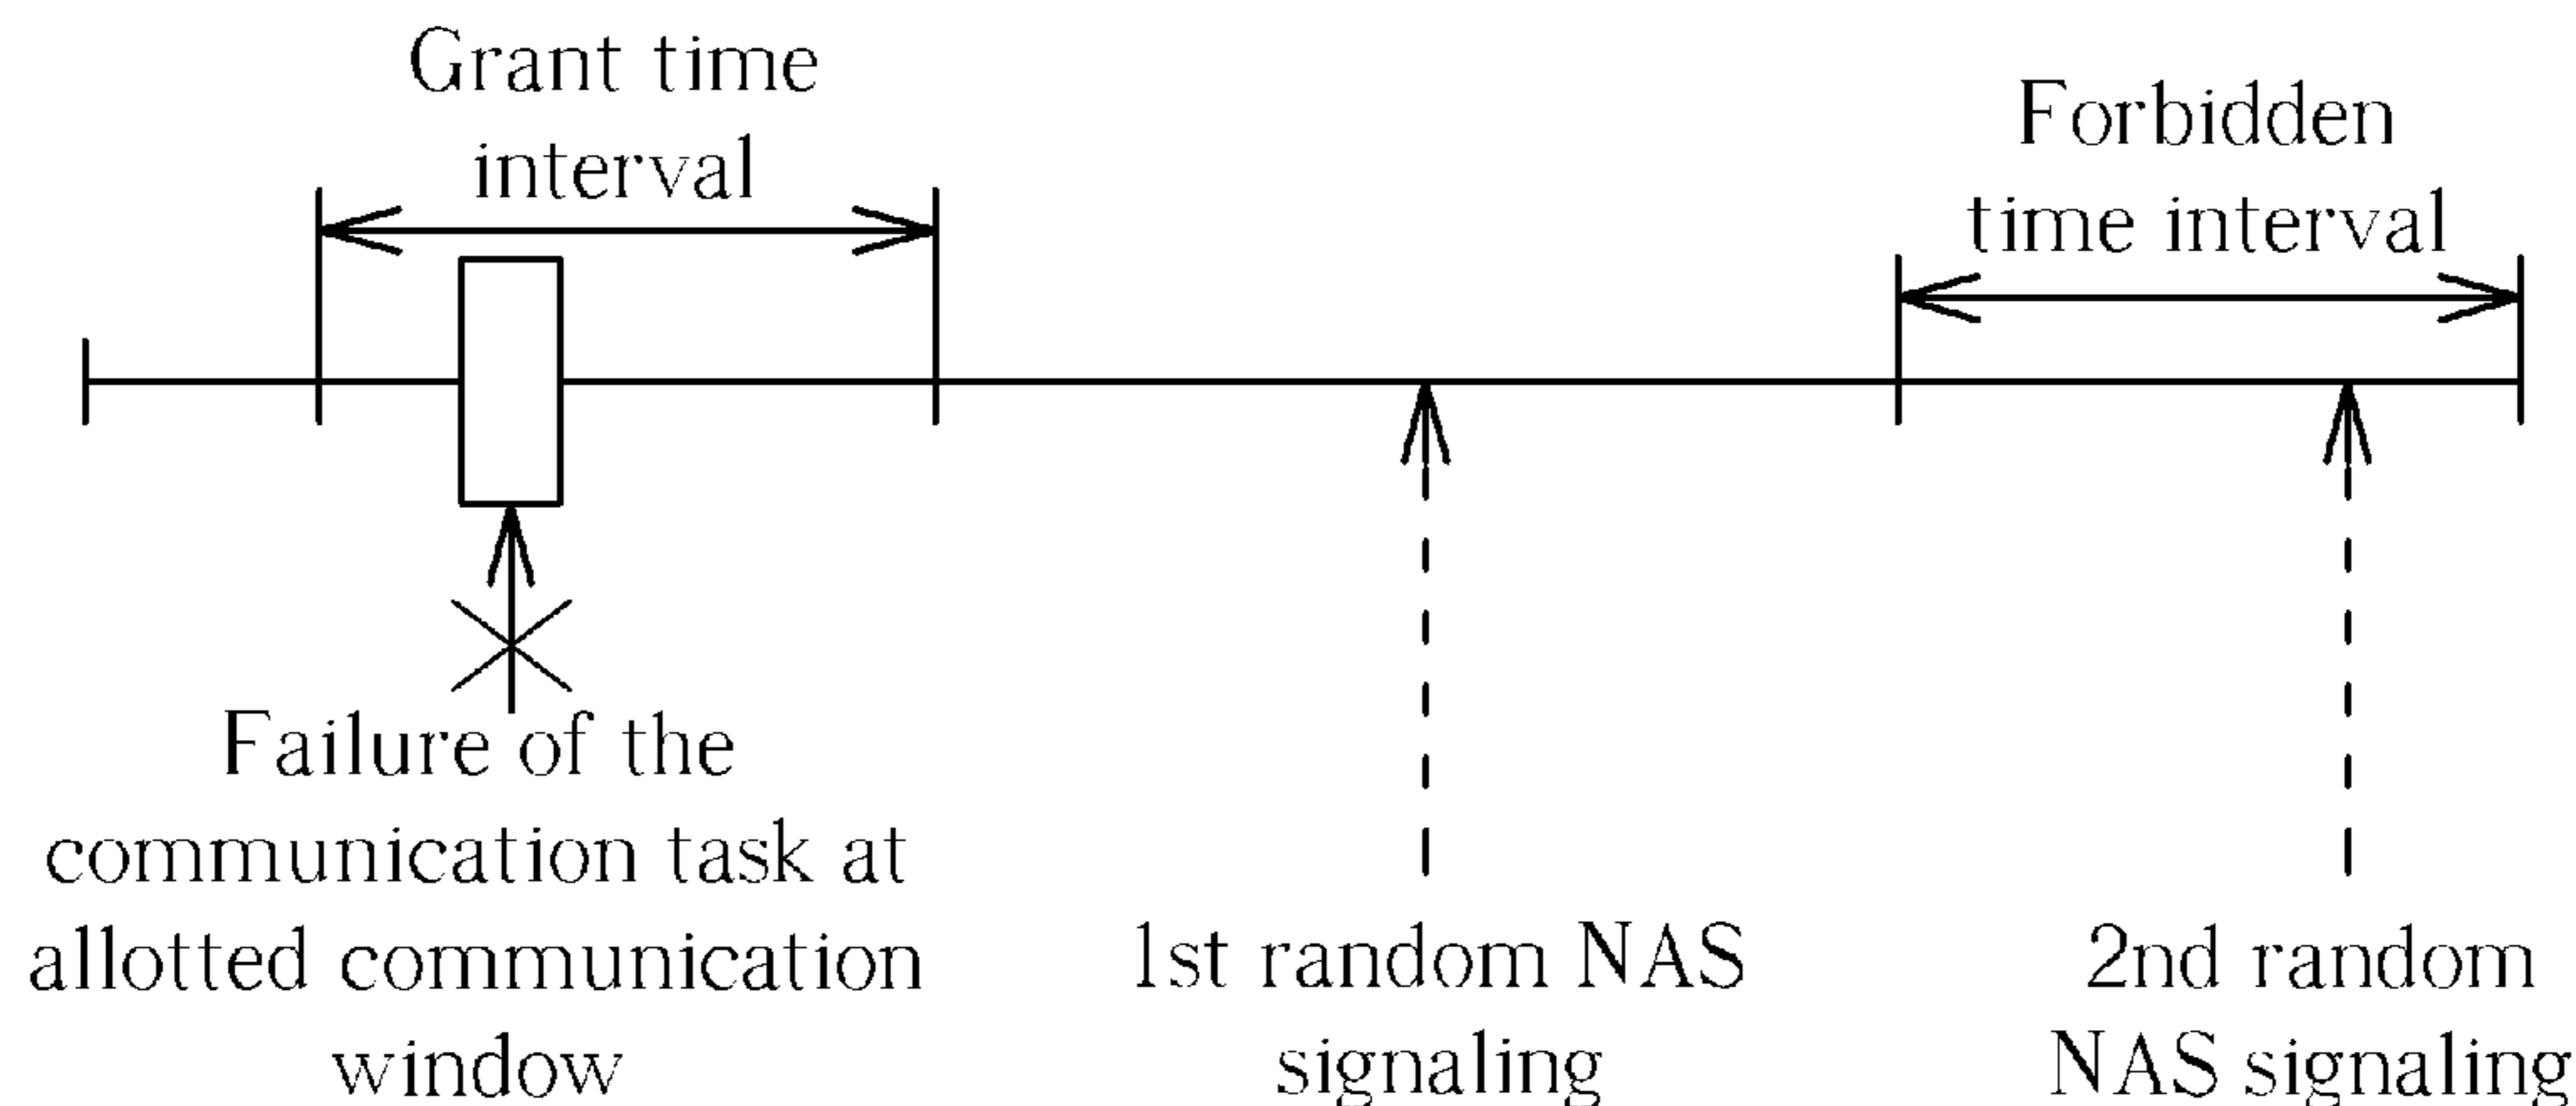 Grant time
interval
Forbidden
time interval
Failure of the
communication task at
allotted communication
window
1st random NAS
signaling
2nd random
NAS signaling